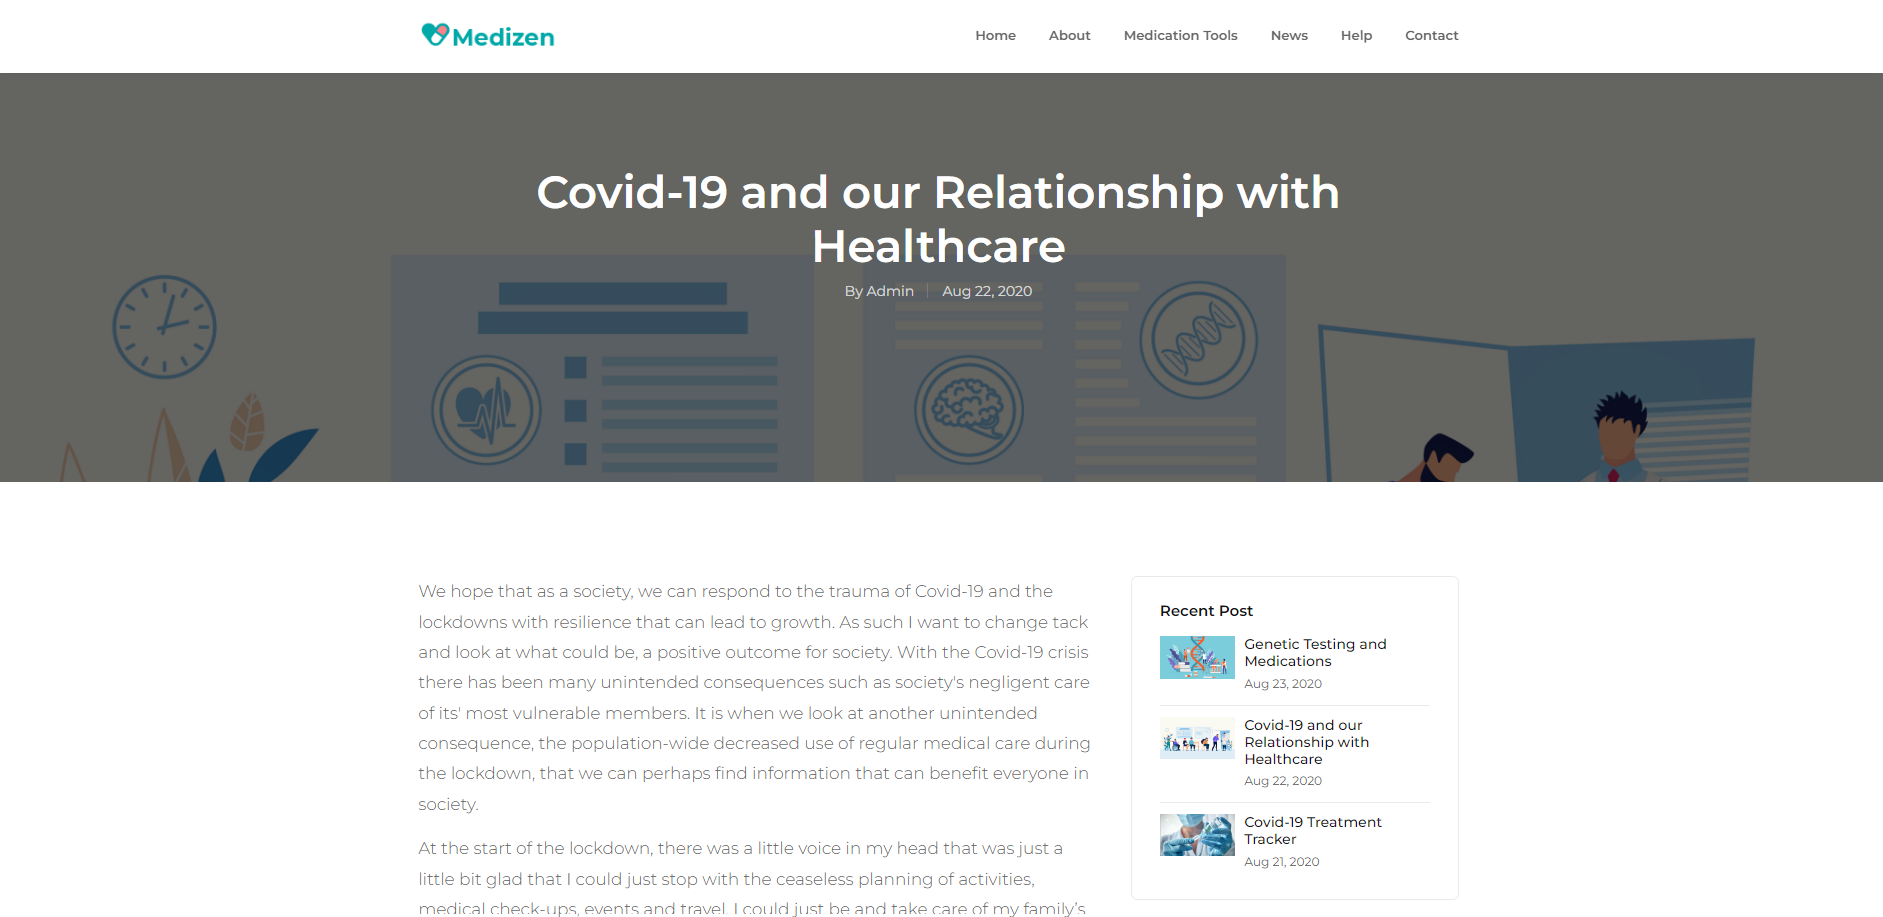 Medizen
Home About Medication Tools News Help Contact
Covid-19 and our Relationship with
Healthcare
By Admin Aug 22, 2020
We hope that as a society, we can respond to the trauma of Covid-19 and the
lockdowns with resilience that can lead to growth. As such I want to change tack
and look at what could be, a positive outcome for society. With the Covid-19 crisis
there has been many unintended consequences such as society's negligent care
of its' most vulnerable members. It is when we look at another unintended
consequence, the population-wide decreased use of regular medical care during
the lockdown, that we can perhaps find information that can benefit everyone in
society.
At the start of the lockdown, there was a little voice in my head that was just a
little bit glad that I could just stop with the ceaseless planning of activities,
medical check-ups, events and travel. I could just be and take care of my family’s
Recent Post
Genetic Testing and
Medications
Aug 23, 2020
Covid-19 and our
Relationship with
Healthcare
Aug 22, 2020
Covid-19 Treatment
Tracker
Aug 21, 2020